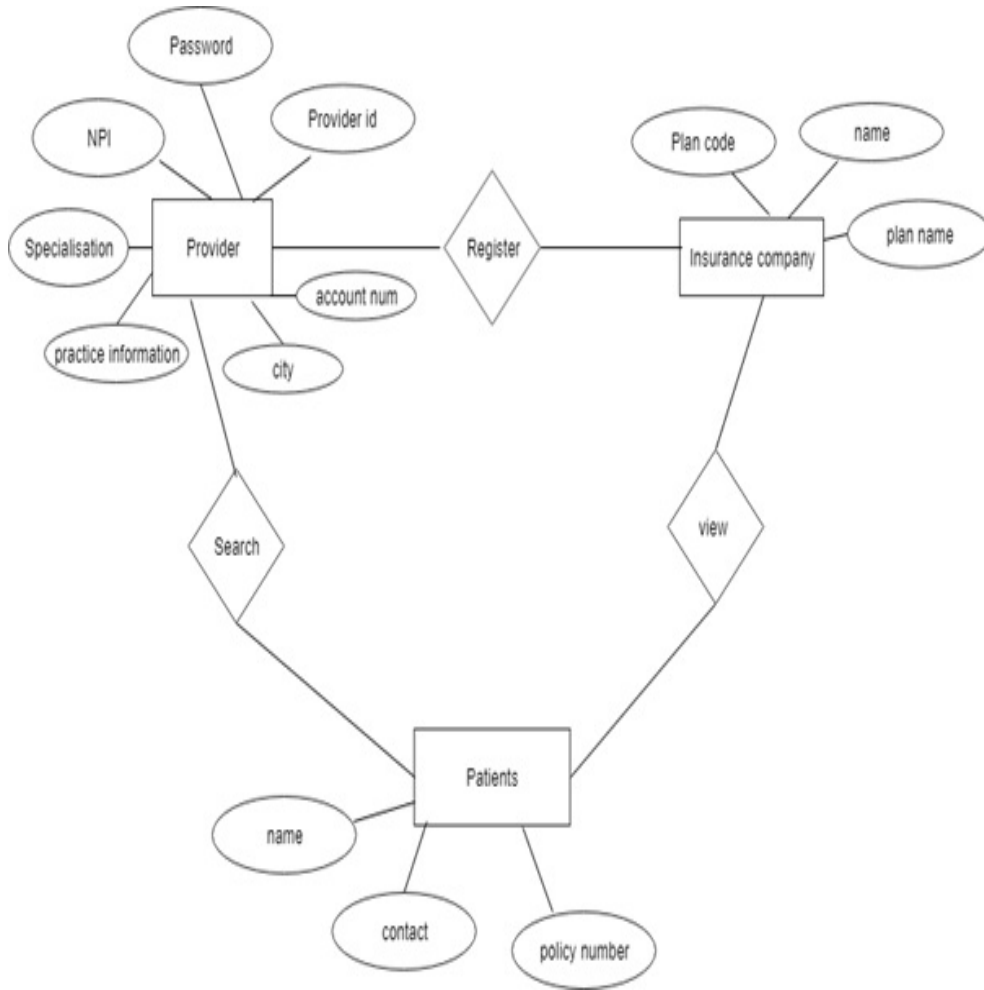 Password
Provider id
NPI
Plan code
name
Specialisation
Provider
Register
Insurance company
plan name
account num
practice information
city
Search
view
Patients
name
contact
policy number